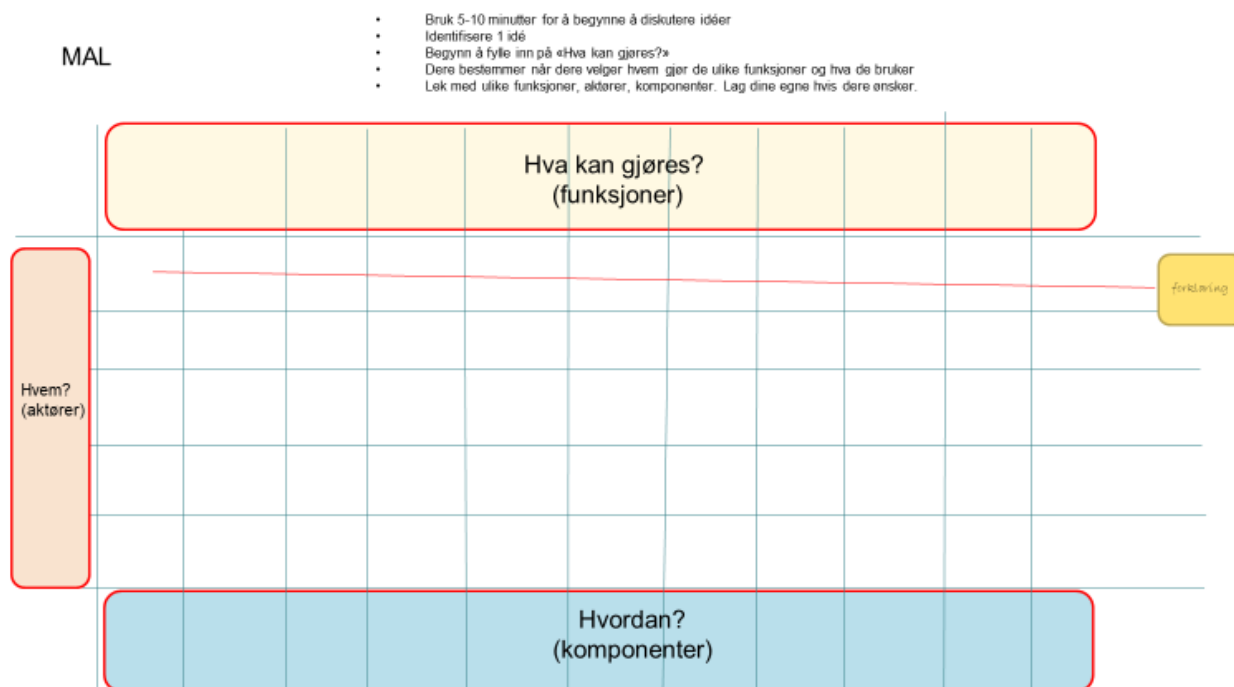 MAL
• Bruk 5-10 minutter for å begynne å diskutere idéer
• Identifisere 1 idé
• Begynn å fylle inn på «Hva kan gjøres?»
• Dere bestemmer når dere velger hvem gjør de ulike funksjoner og hva de bruker
• Lek med ulike funksjoner, aktører, komponenter. Lag dine egne hvis dere ønsker.
Hva kan gjøres?
(funksjoner)
forklaring
Hvem?
(aktører)
Hvordan?
(komponenter)